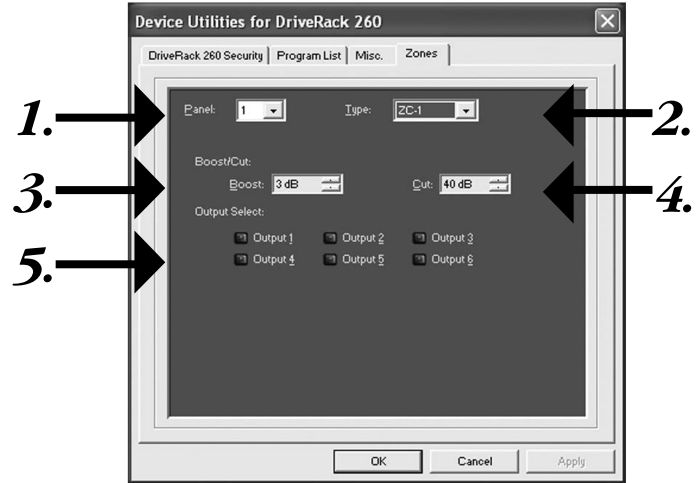 Device Utilities for DriveRack 260
DriveRack 260 Security Program List Misc. Zones
1. Panel: 1 Type: ZC-1 2.
Boost/Cut:
3. Boost: 3 dB Cut: 40 dB 4.
Output Select:
Output 1 Output 2 Output 3
5. Output 4 Output 5 Output 6
OK Cancel Apply